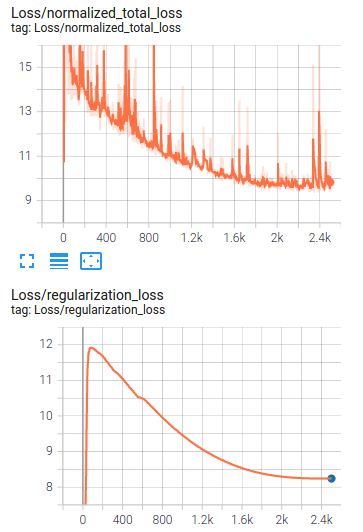 Loss/normalized_total_loss
tag: Loss/normalized_total_loss
15
13
11
9
0 400 800 1.2k 1.6k 2k 2.4k
Loss/regularization_loss
tag: Loss/regularization_loss
12
11
10
9
8
0 400 800 1.2k 1.6k 2k 2.4k